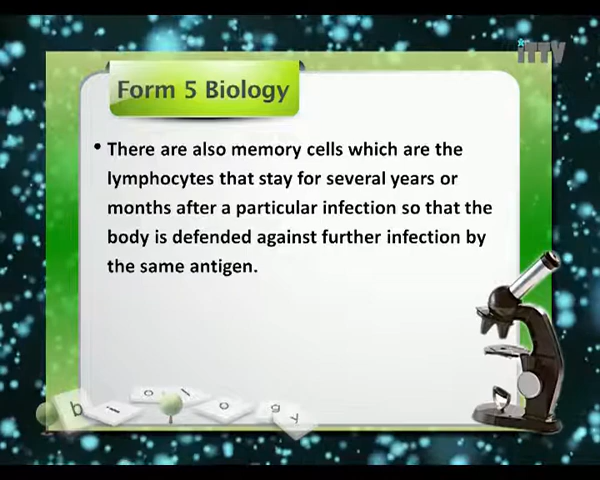 iTTV
Form 5 Biology
• There are also memory cells which are the
lymphocytes that stay for several years or
months after a particular infection so that the
body is defended against further infection by
the same antigen.
b i o l o g y